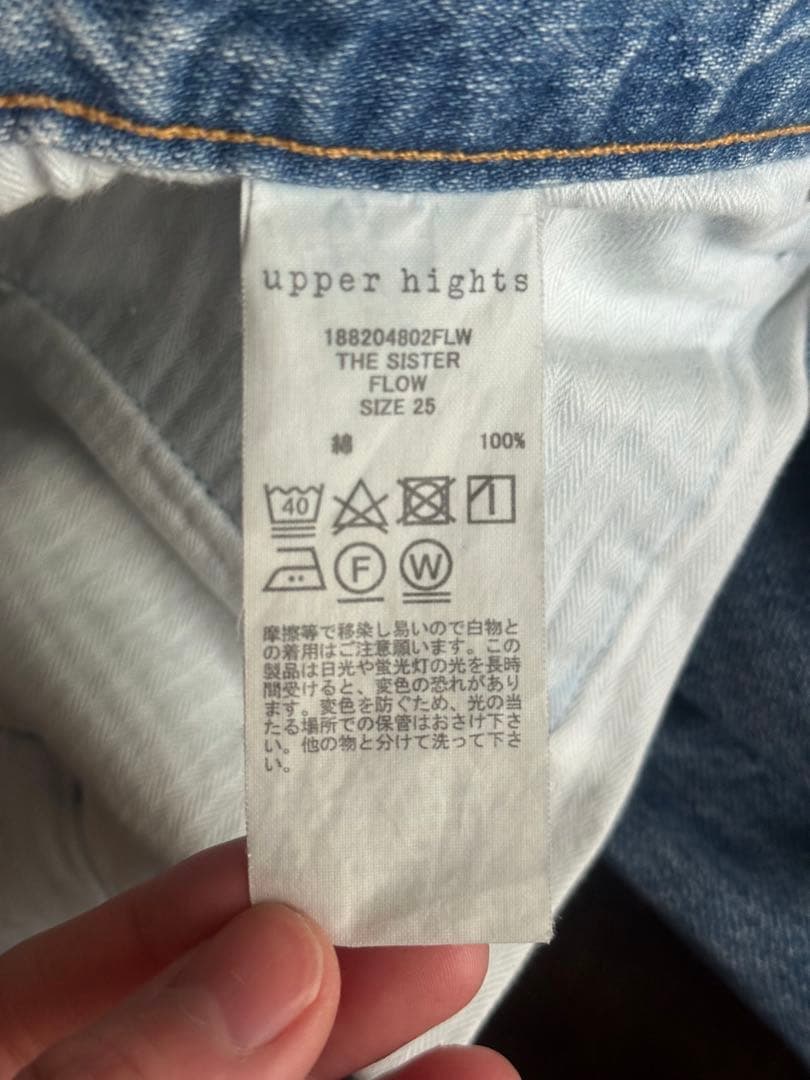 upper hights
188204802FLW
THE SISTER
FLOW
SIZE 25
綿 100%
40
F W
摩擦等で移染し易いので白物と
の着用はご注意願います。この
製品は日光や蛍光灯の光を長時
間受けると、変色の恐れがあり
ます。変色を防ぐため、光の当
たる場所での保管はおさけ下さ
い。他の物と分けて洗って下さ
い。